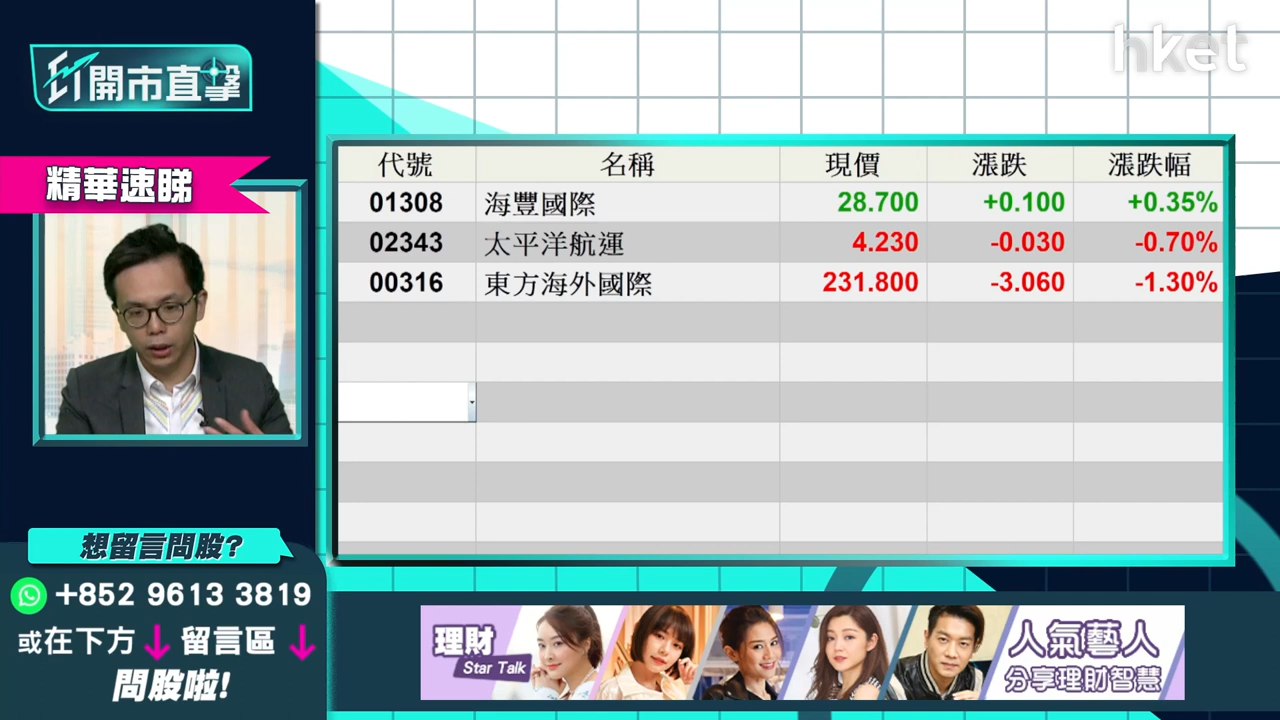 hket
ET開市直擊
精華速睇
代號 名稱 現價 漲跌 漲跌幅
01308 海豐國際 28.700 +0.100 +0.35%
02343 太平洋航運 4.230 -0.030 -0.70%
00316 東方海外國際 231.800 -3.060 -1.30%
想留言問股?
+852 9613 3819
或在下方↓留言區↓
問股啦!
理財
Star Talk
人氣藝人
分享理財智慧